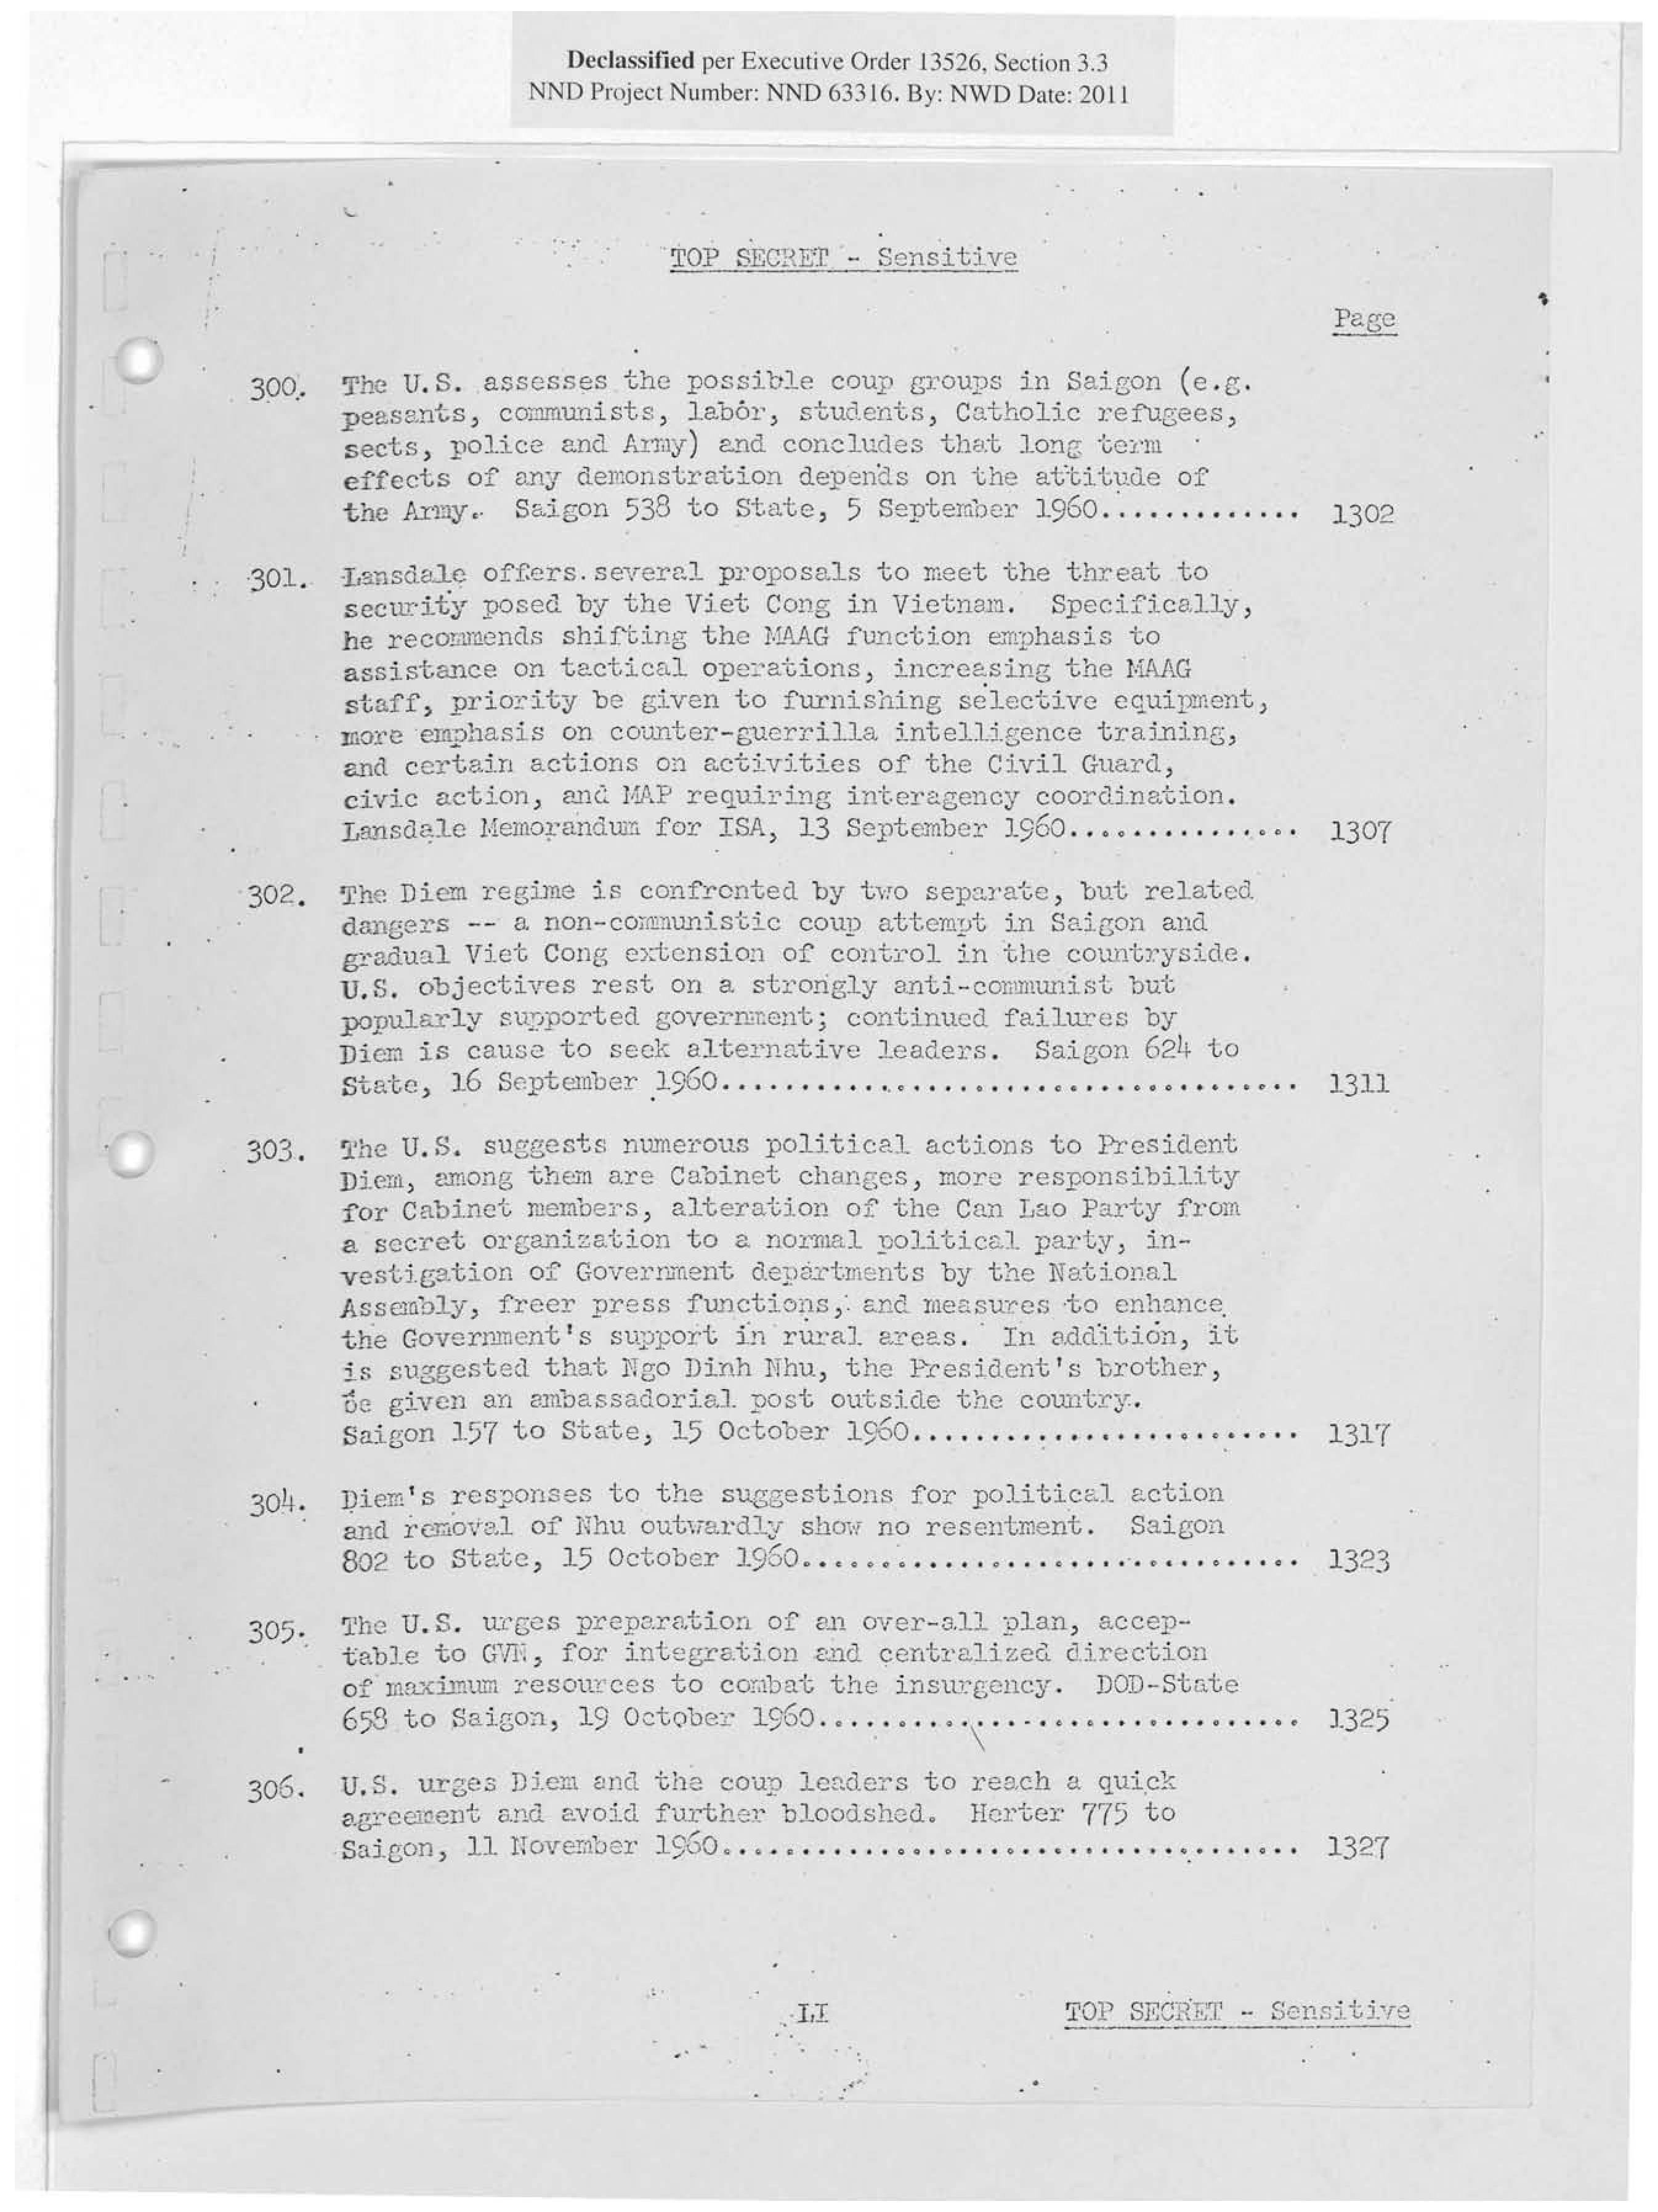 Declassified per Executive Order 13526, Section 3.3
NND Project Number: NND 63316. By: NWD Date: 2011
TOP SECRET - Sensitive
Page
300. The U.S. assesses the possible coup groups in Saigon (e.g.
peasants, communists, labor, students, Catholic refugees,
sects, police and Army) and concludes that long term
effects of any demonstration depends on the attitude of
the Army. Saigon 538 to State, 5 September 1960............. 1302
301. Lansdale offers several proposals to meet the threat to
security posed by the Viet Cong in Vietnam. Specifically,
he recommends shifting the MAAG function emphasis to
assistance on tactical operations, increasing the MAAG
staff, priority be given to furnishing selective equipment,
more emphasis on counter-guerrilla intelligence training,
and certain actions on activities of the Civil Guard,
civic action, and MAP requiring interagency coordination.
Lansdale Memorandum for ISA, 13 September 1960............... 1307
302. The Diem regime is confronted by two separate, but related
dangers -- a non-communistic coup attempt in Saigon and
gradual Viet Cong extension of control in the countryside.
U.S. objectives rest on a strongly anti-communist but
popularly supported government; continued failures by
Diem is cause to seek alternative leaders. Saigon 624 to
State, 16 September 1960..................................... 1311
303. The U.S. suggests numerous political actions to President
Diem, among them are Cabinet changes, more responsibility
for Cabinet members, alteration of the Can Lao Party from
a secret organization to a normal political party, in-
vestigation of Government departments by the National
Assembly, freer press functions, and measures to enhance
the Government's support in rural areas. In addition, it
is suggested that Ngo Dinh Nhu, the President's brother,
be given an ambassadorial post outside the country.
Saigon 157 to State, 15 October 1960......................... 1317
304. Diem's responses to the suggestions for political action
and removal of Nhu outwardly show no resentment. Saigon
802 to State, 15 October 1960................................ 1323
305. The U.S. urges preparation of an over-all plan, accep-
table to GVN, for integration and centralized direction
of maximum resources to combat the insurgency. DOD-State
658 to Saigon, 19 October 1960............................... 1325
306. U.S. urges Diem and the coup leaders to reach a quick
agreement and avoid further bloodshed. Herter 775 to
Saigon, 11 November 1960..................................... 1327
LI
TOP SECRET - Sensitive